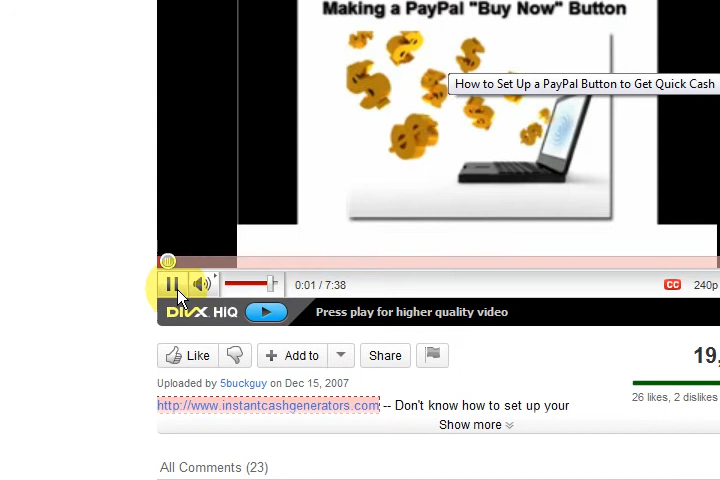 Making a PayPal "Buy Now" Button
How to Set Up a PayPal Button to Get Quick Cash
0:01 / 7:38
CC
240p
DIVX HiQ
Press play for higher quality video
Like
Add to
Share
19,
Uploaded by 5buckguy on Dec 15, 2007
26 likes, 2 dislikes
http://www.instantcashgenerators.com -- Don't know how to set up your
Show more
All Comments (23)